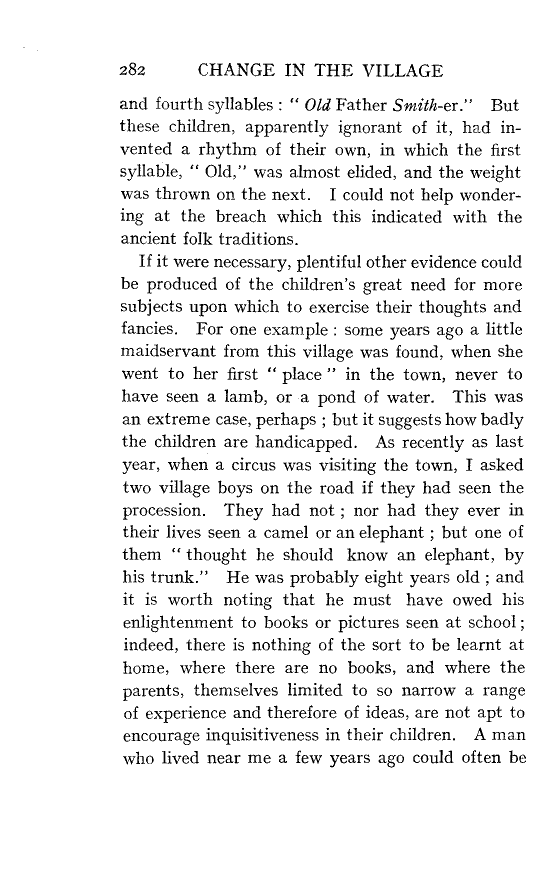 282 CHANGE IN THE VILLAGE
and fourth syllables : “ Old Father Smith-er.” But
these children, apparently ignorant of it, had in-
vented a rhythm of their own, in which the first
syllable, “ Old,” was almost elided, and the weight
was thrown on the next. I could not help wonder-
ing at the breach which this indicated with the
ancient folk traditions.
If it were necessary, plentiful other evidence could
be produced of the children’s great need for more
subjects upon which to exercise their thoughts and
fancies. For one example : some years ago a little
maidservant from this village was found, when she
went to her first “ place ” in the town, never to
have seen a lamb, or a pond of water. This was
an extreme case, perhaps ; but it suggests how badly
the children are handicapped. As recently as last
year, when a circus was visiting the town, I asked
two village boys on the road if they had seen the
procession. They had not ; nor had they ever in
their lives seen a camel or an elephant ; but one of
them “ thought he should know an elephant, by
his trunk.” He was probably eight years old ; and
it is worth noting that he must have owed his
enlightenment to books or pictures seen at school ;
indeed, there is nothing of the sort to be learnt at
home, where there are no books, and where the
parents, themselves limited to so narrow a range
of experience and therefore of ideas, are not apt to
encourage inquisitiveness in their children. A man
who lived near me a few years ago could often be